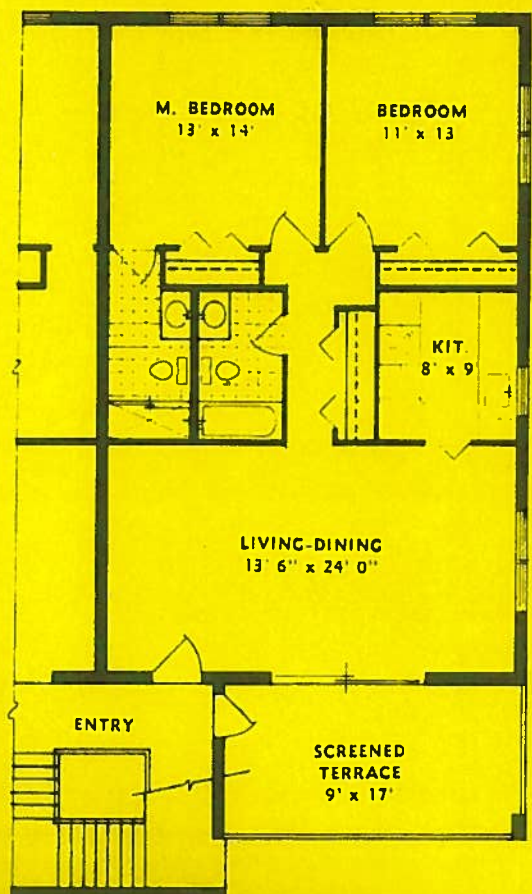 M. BEDROOM
13' x 14'
BEDROOM
11' x 13
KIT.
8' x 9
LIVING-DINING
13' 6" x 24' 0"
ENTRY
SCREENED
TERRACE
9' x 17'